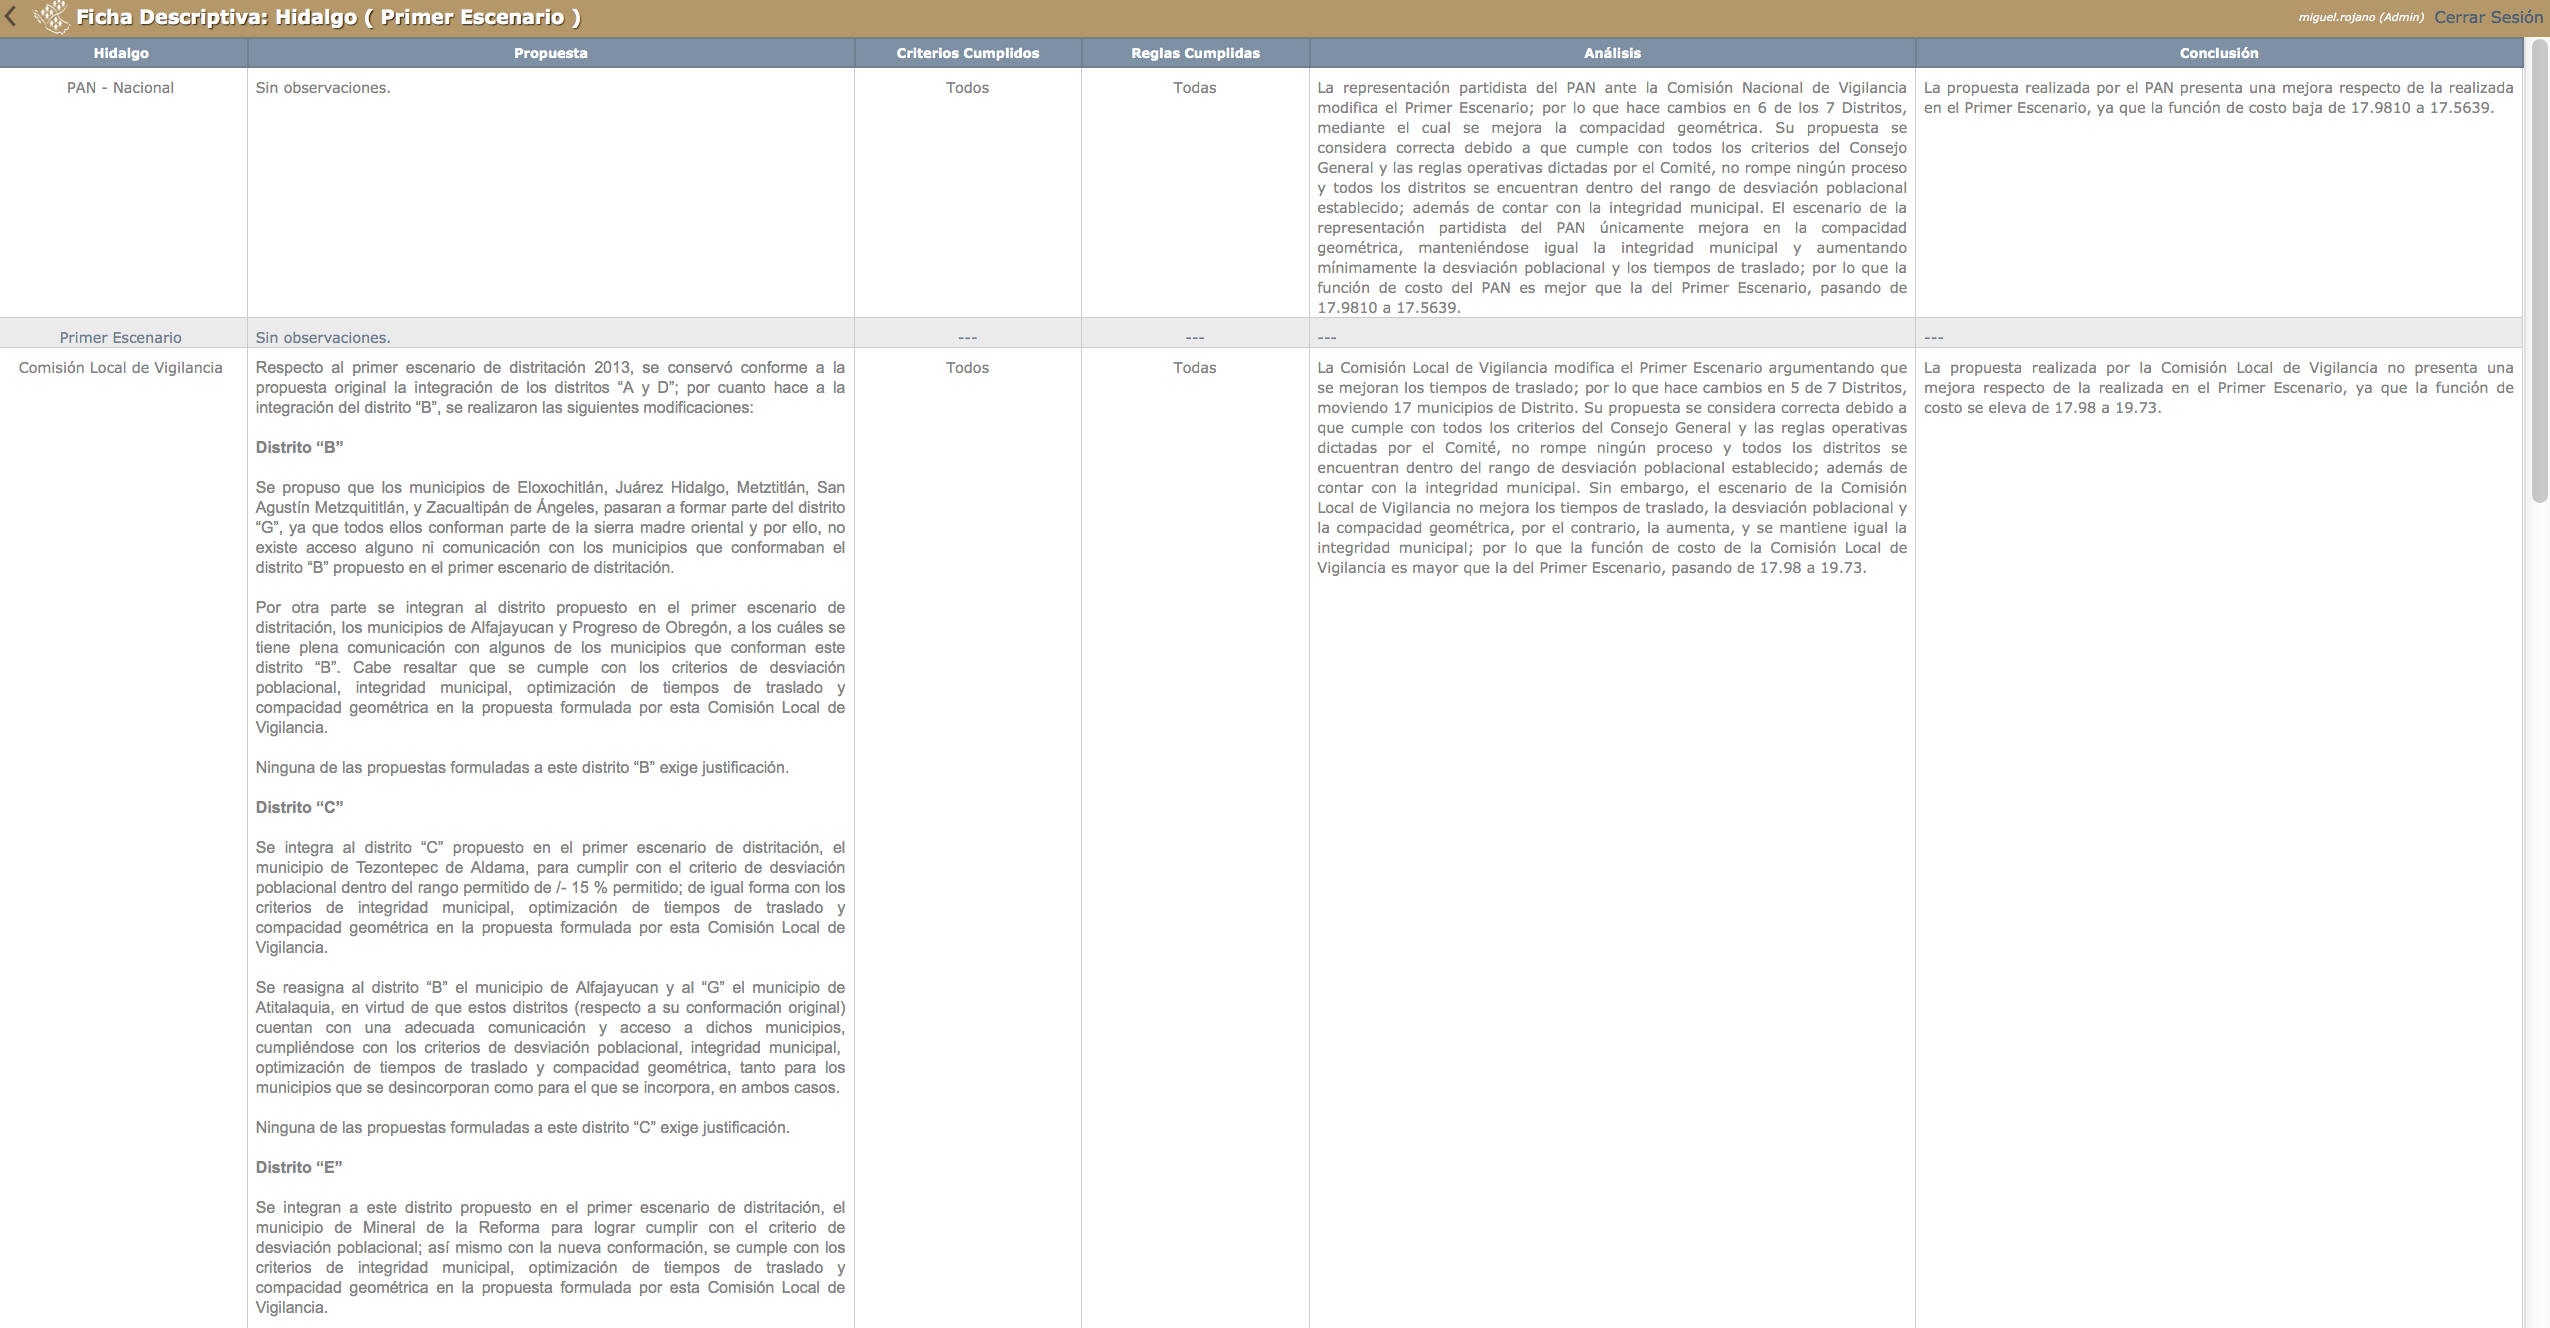 Ficha Descriptiva: Hidalgo ( Primer Escenario )
miguel.rojano (Admin) Cerrar Sesión
Hidalgo
Propuesta
Criterios Cumplidos
Reglas Cumplidas
Análisis
Conclusión
PAN - Nacional
Sin observaciones.
Todos
Todas
La representación partidista del PAN ante la Comisión Nacional de Vigilancia
modifica el Primer Escenario; por lo que hace cambios en 6 de los 7 Distritos,
mediante el cual se mejora la compacidad geométrica. Su propuesta se
considera correcta debido a que cumple con todos los criterios del Consejo
General y las reglas operativas dictadas por el Comité, no rompe ningún proceso
y todos los distritos se encuentran dentro del rango de desviación poblacional
establecido; además de contar con la integridad municipal. El escenario de la
representación partidista del PAN únicamente mejora en la compacidad
geométrica, manteniéndose igual la integridad municipal y aumentando
mínimamente la desviación poblacional y los tiempos de traslado; por lo que la
función de costo del PAN es mejor que la del Primer Escenario, pasando de
17.9810 a 17.5639.
La propuesta realizada por el PAN presenta una mejora respecto de la realizada
en el Primer Escenario, ya que la función de costo baja de 17.9810 a 17.5639.
Primer Escenario
Sin observaciones.
---
---
---
---
Comisión Local de Vigilancia
Respecto al primer escenario de distritación 2013, se conservó conforme a la
propuesta original la integración de los distritos “A y D”; por cuanto hace a la
integración del distrito “B”, se realizaron las siguientes modificaciones:
Distrito “B”
Se propuso que los municipios de Eloxochitlán, Juárez Hidalgo, Metztitlán, San
Agustín Metzquititlán, y Zacualtipán de Ángeles, pasaran a formar parte del distrito
“G”, ya que todos ellos conforman parte de la sierra madre oriental y por ello, no
existe acceso alguno ni comunicación con los municipios que conformaban el
distrito “B” propuesto en el primer escenario de distritación.
Por otra parte se integran al distrito propuesto en el primer escenario de
distritación, los municipios de Alfajayucan y Progreso de Obregón, a los cuáles se
tiene plena comunicación con algunos de los municipios que conforman este
distrito “B”. Cabe resaltar que se cumple con los criterios de desviación
poblacional, integridad municipal, optimización de tiempos de traslado y
compacidad geométrica en la propuesta formulada por esta Comisión Local de
Vigilancia.
Ninguna de las propuestas formuladas a este distrito “B” exige justificación.
Distrito “C”
Se integra al distrito “C” propuesto en el primer escenario de distritación, el
municipio de Tezontepec de Aldama, para cumplir con el criterio de desviación
poblacional dentro del rango permitido de /- 15 % permitido; de igual forma con los
criterios de integridad municipal, optimización de tiempos de traslado y
compacidad geométrica en la propuesta formulada por esta Comisión Local de
Vigilancia.
Se reasigna al distrito “B” el municipio de Alfajayucan y al “G” el municipio de
Atitalaquia, en virtud de que estos distritos (respecto a su conformación original)
cuentan con una adecuada comunicación y acceso a dichos municipios,
cumpliéndose con los criterios de desviación poblacional, integridad municipal,
optimización de tiempos de traslado y compacidad geométrica, tanto para los
municipios que se desincorporan como para el que se incorpora, en ambos casos.
Ninguna de las propuestas formuladas a este distrito “C” exige justificación.
Distrito “E”
Se integran a este distrito propuesto en el primer escenario de distritación, el
municipio de Mineral de la Reforma para lograr cumplir con el criterio de
desviación poblacional; así mismo con la nueva conformación, se cumple con los
criterios de integridad municipal, optimización de tiempos de traslado y
compacidad geométrica en la propuesta formulada por esta Comisión Local de
Vigilancia.
Todos
Todas
La Comisión Local de Vigilancia modifica el Primer Escenario argumentando que
se mejoran los tiempos de traslado; por lo que hace cambios en 5 de 7 Distritos,
moviendo 17 municipios de Distrito. Su propuesta se considera correcta debido a
que cumple con todos los criterios del Consejo General y las reglas operativas
dictadas por el Comité, no rompe ningún proceso y todos los distritos se
encuentran dentro del rango de desviación poblacional establecido; además de
contar con la integridad municipal. Sin embargo, el escenario de la Comisión
Local de Vigilancia no mejora los tiempos de traslado, la desviación poblacional y
la compacidad geométrica, por el contrario, la aumenta, y se mantiene igual la
integridad municipal; por lo que la función de costo de la Comisión Local de
Vigilancia es mayor que la del Primer Escenario, pasando de 17.98 a 19.73.
La propuesta realizada por la Comisión Local de Vigilancia no presenta una
mejora respecto de la realizada en el Primer Escenario, ya que la función de
costo se eleva de 17.98 a 19.73.